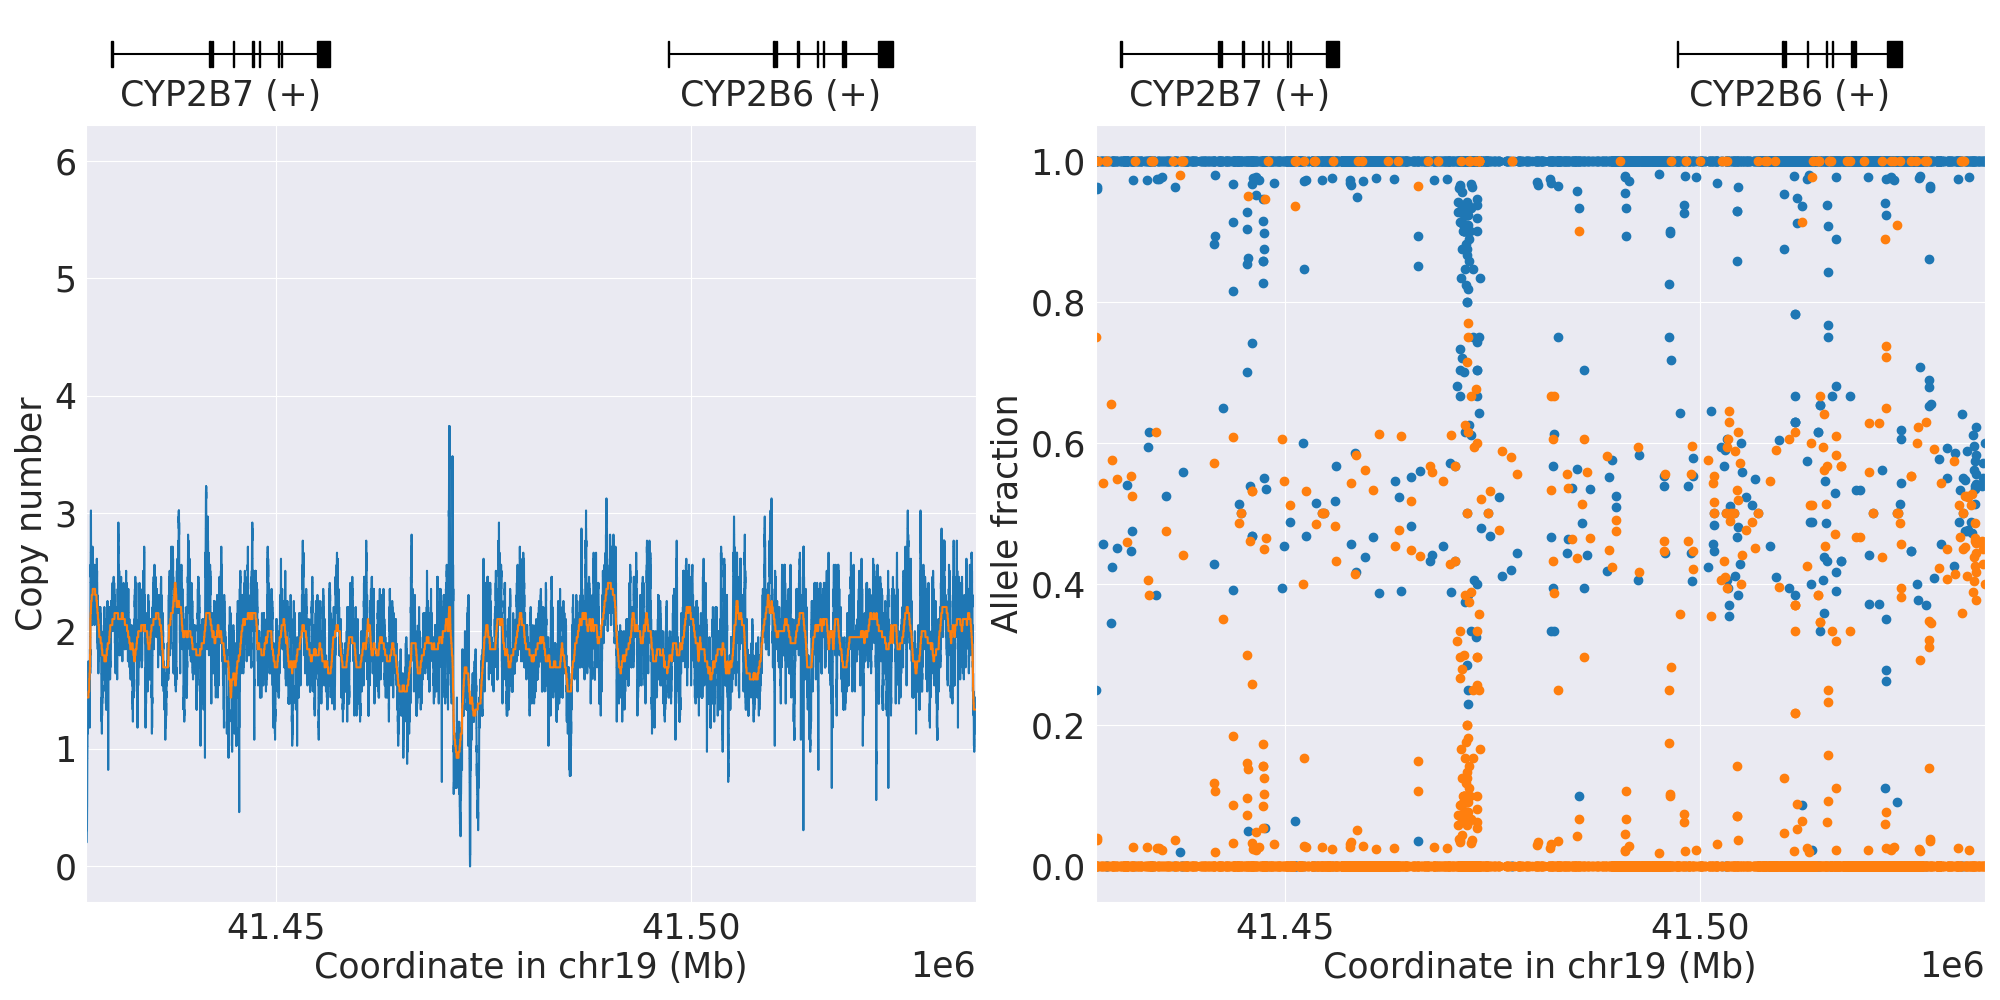 CYP2B7 (+) CYP2B6 (+)
CYP2B7 (+) CYP2B6 (+)
6
5
4
3
2
1
0
Copy number
41.45 41.50
Coordinate in chr19 (Mb) 1e6
1.0
0.8
0.6
0.4
0.2
0.0
Allele fraction
41.45 41.50
Coordinate in chr19 (Mb) 1e6